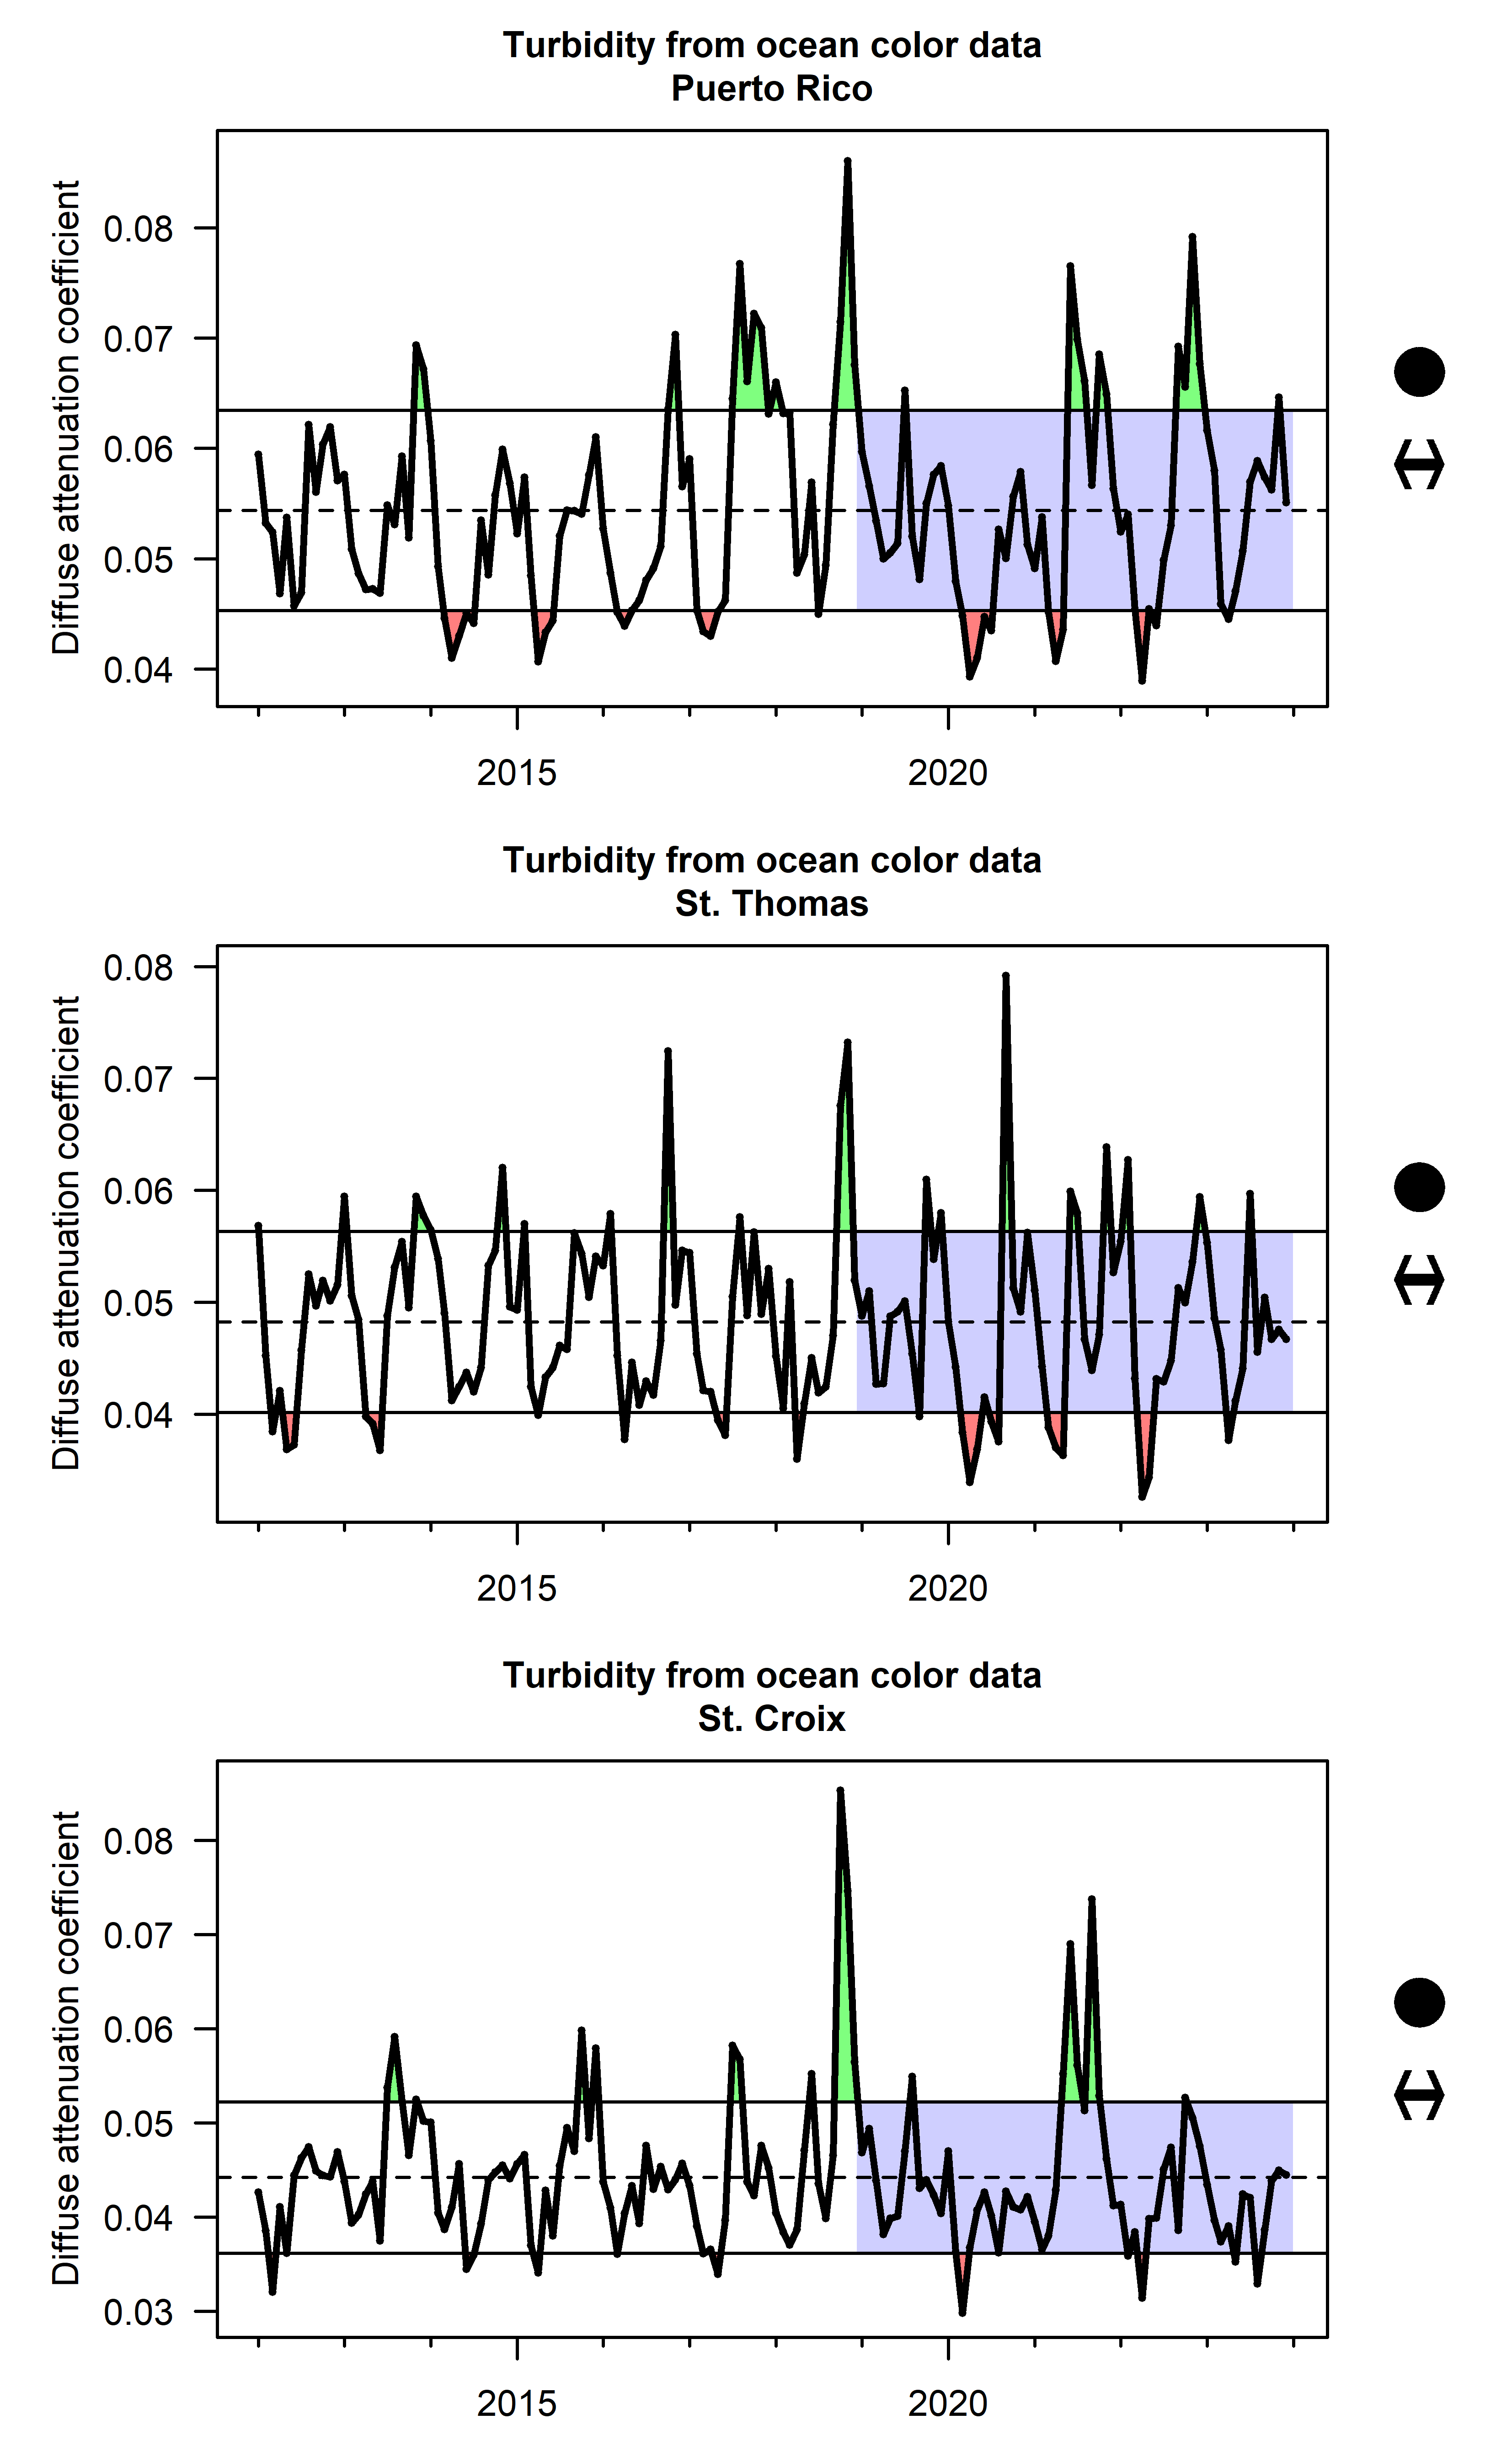 Turbidity from ocean color data
Puerto Rico
Diffuse attenuation coefficient
0.08
0.07
0.06
0.05
0.04
2015
2020
Turbidity from ocean color data
St. Thomas
Diffuse attenuation coefficient
0.08
0.07
0.06
0.05
0.04
2015
2020
Turbidity from ocean color data
St. Croix
Diffuse attenuation coefficient
0.08
0.07
0.06
0.05
0.04
0.03
2015
2020